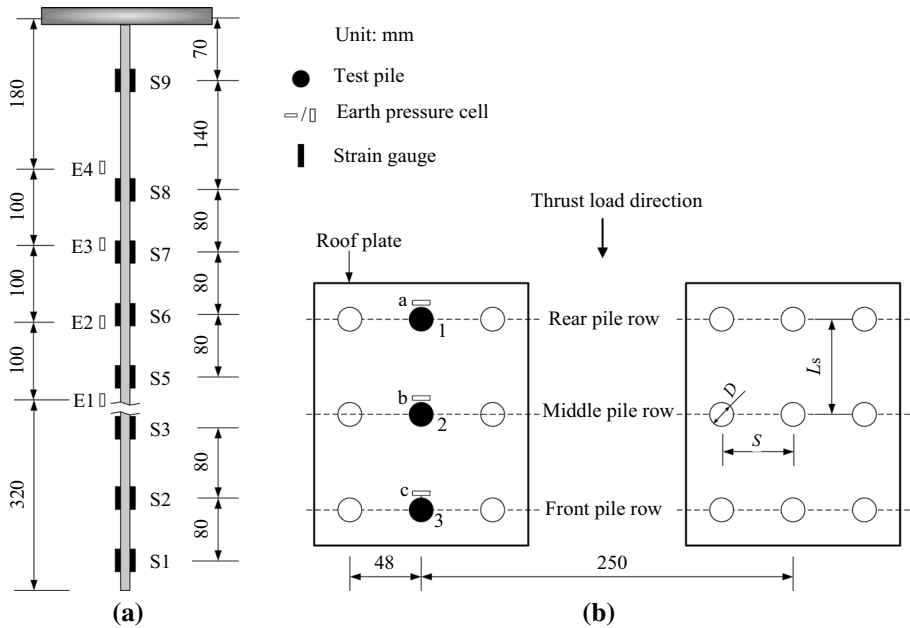 Unit: mm
Test pile
Earth pressure cell
Strain gauge
180
100
100
100
320
E4
E3
E2
E1
S9
S8
S7
S6
S5
S3
S2
S1
70
140
80
80
80
80
80
(a)
Thrust load direction
Roof plate
a
1
Rear pile row
b
2
Middle pile row
c
3
Front pile row
Ls
D
S
48
250
(b)